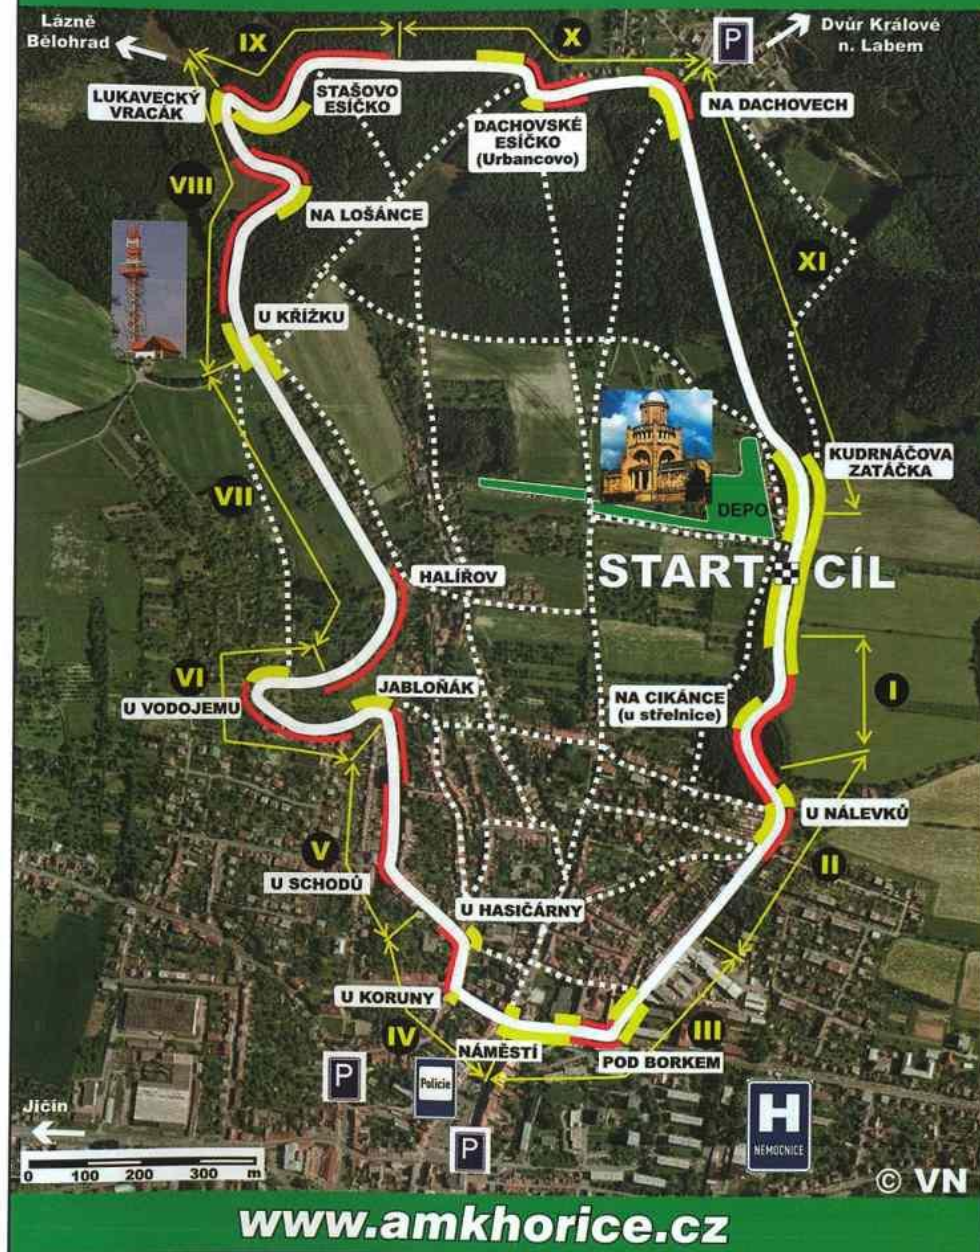 Lázně
Bělohrad
IX
X
P
Dvůr Králové
n. Labem
LUKAVECKÝ
VRACÁK
STAŠOVO
ESÍČKO
DACHOVSKÉ
ESÍČKO
(Urbancovo)
NA DACHOVECH
VIII
NA LOŠÁNCE
XI
U KŘÍŽKU
KUDRNÁČOVA
ZATÁČKA
VII
DEPO
HALÍŘOV
START CÍL
VI
U VODOJEMU
JABLOŇÁK
NA CIKÁNCE
(u střelnice)
I
U NÁLEVKŮ
V
II
U SCHODŮ
U HASIČÁRNY
U KORUNY
IV
NÁMĚSTÍ
III
POD BORKEM
P
Policie
P
H
NEMOCNICE
Jíčín
0 100 200 300 m
© VN
www.amkhorice.cz